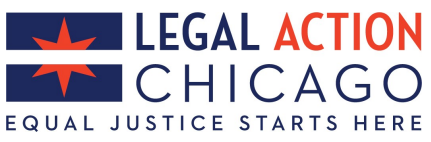 LEGAL ACTION
CHICAGO
EQUAL JUSTICE STARTS HERE